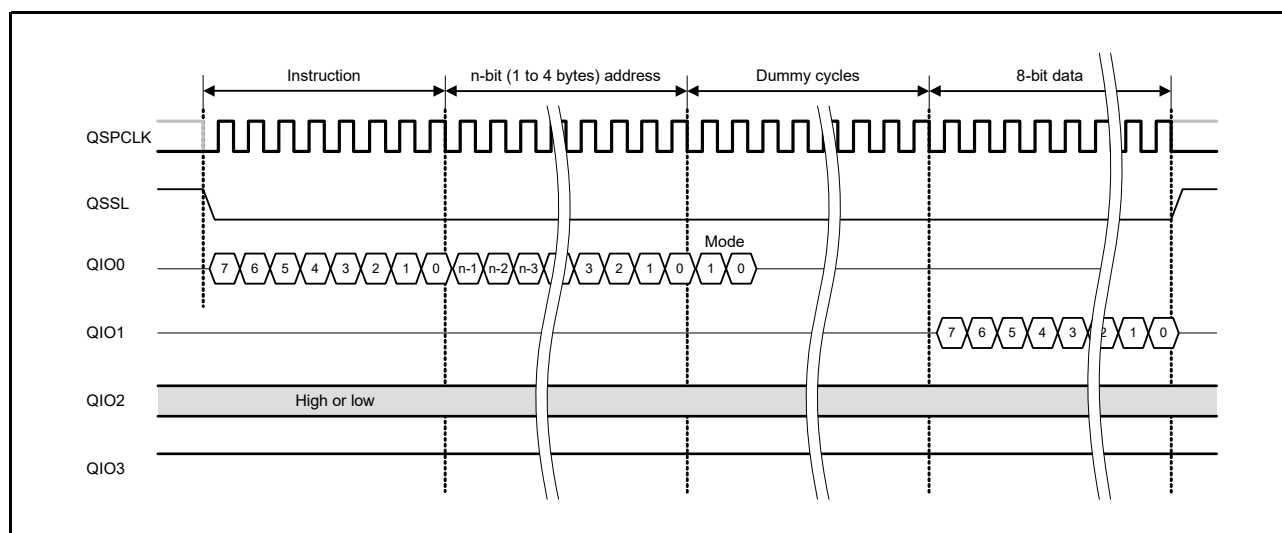 Instruction n-bit (1 to 4 bytes) address Dummy cycles 8-bit data
QSPCLK
QSSL
Mode
QIO0 7 6 5 4 3 2 1 0 n-1 n-2 n-3 3 2 1 0 1 0
QIO1 7 6 5 4 3 2 1 0
QIO2 High or low
QIO3